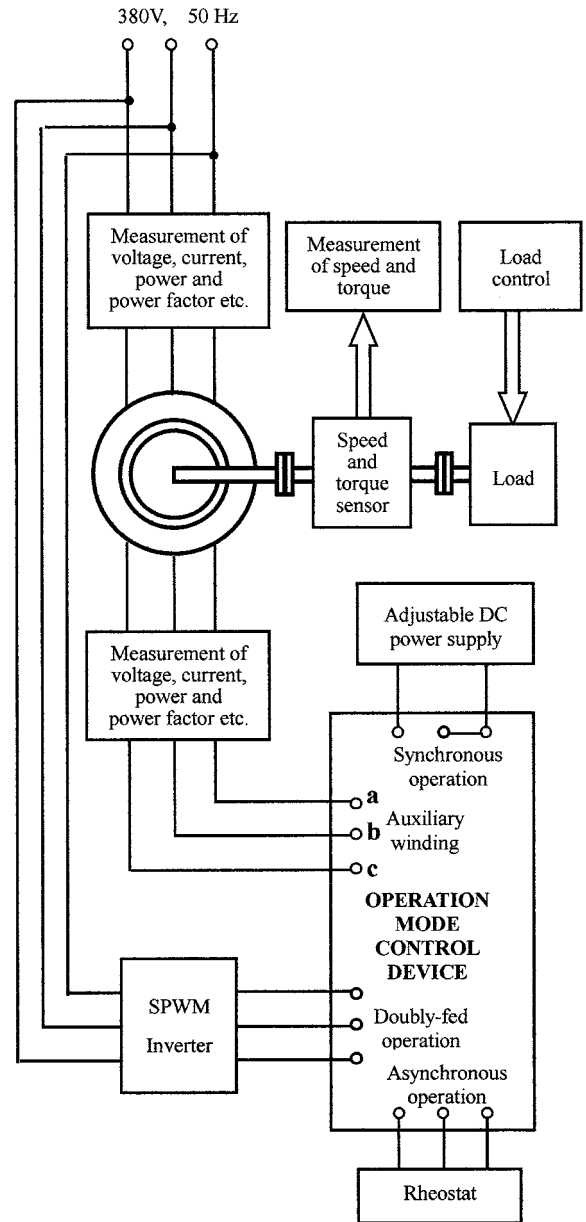 380V, 50 Hz
Measurement of
voltage, current,
power and
power factor etc.
Measurement
of speed and
torque
Load
control
Speed
and
torque
sensor
Load
Adjustable DC
power supply
Measurement of
voltage, current,
power and
power factor etc.
Synchronous
operation
a
b
c
Auxiliary
winding
OPERATION
MODE
CONTROL
DEVICE
SPWM
Inverter
Doubly-fed
operation
Asynchronous
operation
Rheostat